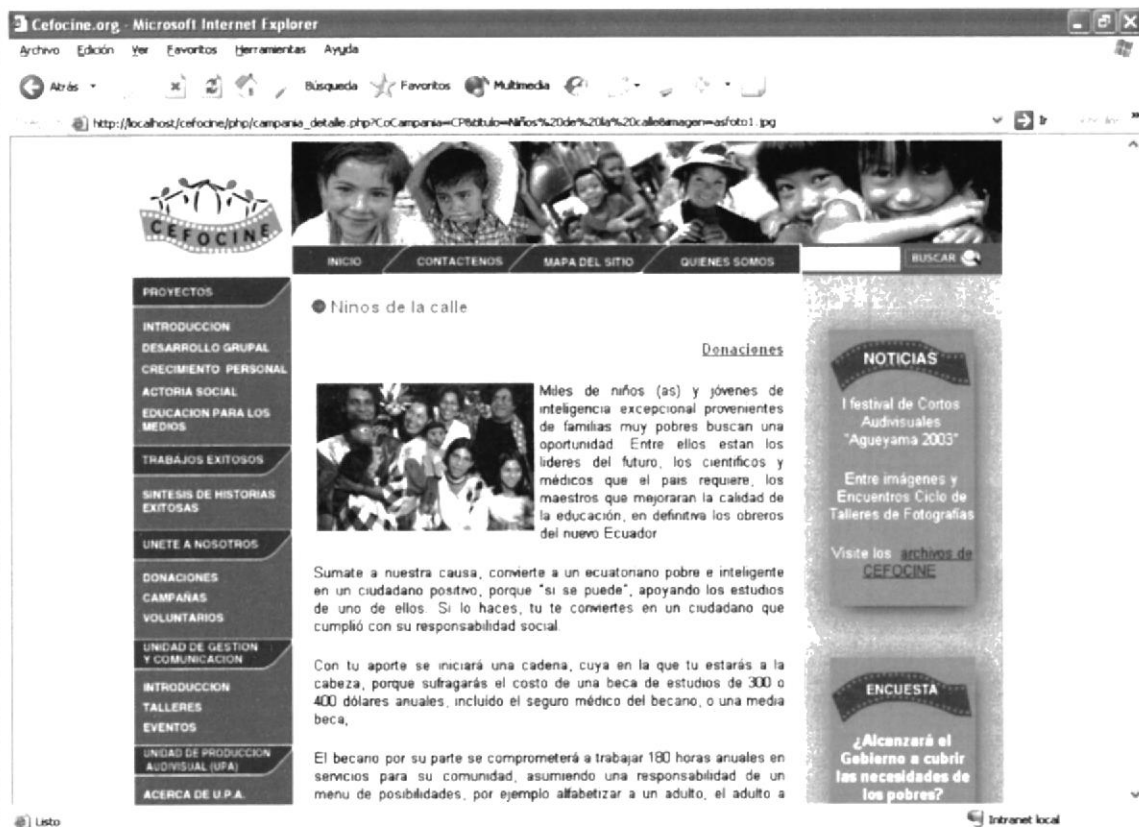 Cefocine.org - Microsoft Internet Explorer
Archivo Edición Ver Favoritos Herramientas Ayuda
Atrás Búsqueda Favoritos Multimedia
http://localhost/cefocine/php/campania_detalle.php?CoCampania=CP8&titulo=Niños%20de%20la%20calle&imagen=asfoto1.jpg Ir
CEFOCINE
INICIO CONTACTENOS MAPA DEL SITIO QUIENES SOMOS BUSCAR
PROYECTOS
INTRODUCCION
DESARROLLO GRUPAL
CRECIMIENTO PERSONAL
ACTORIA SOCIAL
EDUCACION PARA LOS
MEDIOS
TRABAJOS EXITOSOS
SINTESIS DE HISTORIAS
EXITOSAS
UNETE A NOSOTROS
DONACIONES
CAMPAÑAS
VOLUNTARIOS
UNIDAD DE GESTION
Y COMUNICACION
INTRODUCCION
TALLERES
EVENTOS
UNIDAD DE PRODUCCION
AUDIVISUAL (UPA)
ACERCA DE U.P.A.
Ninos de la calle
Donaciones
Miles de niños (as) y jóvenes de
inteligencia excepcional provenientes
de familias muy pobres buscan una
oportunidad. Entre ellos estan los
lideres del futuro, los científicos y
médicos que el pais requiere, los
maestros que mejoraran la calidad de
la educación, en definitiva los obreros
del nuevo Ecuador
Sumate a nuestra causa, convierte a un ecuatoriano pobre e inteligente
en un ciudadano positivo, porque "si se puede", apoyando los estudios
de uno de ellos. Si lo haces, tu te conviertes en un ciudadano que
cumplió con su responsabilidad social.
Con tu aporte se iniciará una cadena, cuya en la que tu estarás a la
cabeza, porque sufragarás el costo de una beca de estudios de 300 o
400 dólares anuales, incluído el seguro médico del becario, o una media
beca,
El becano por su parte se comprometerá a trabajar 180 horas anuales en
servicios para su comunidad, asumiendo una responsabilidad de un
menu de posibilidades, por ejemplo alfabetizar a un adulto, el adulto a
NOTICIAS
I festival de Cortos
Audivisuales
"Agueyama 2003"
Entre imágenes y
Encuentros Ciclo de
Talleres de Fotografías
Visite los archivos de
CEFOCINE
ENCUESTA
¿Alcanzará el
Gobierno a cubrir
las necesidades de
los pobres?
Listo
Intranet local